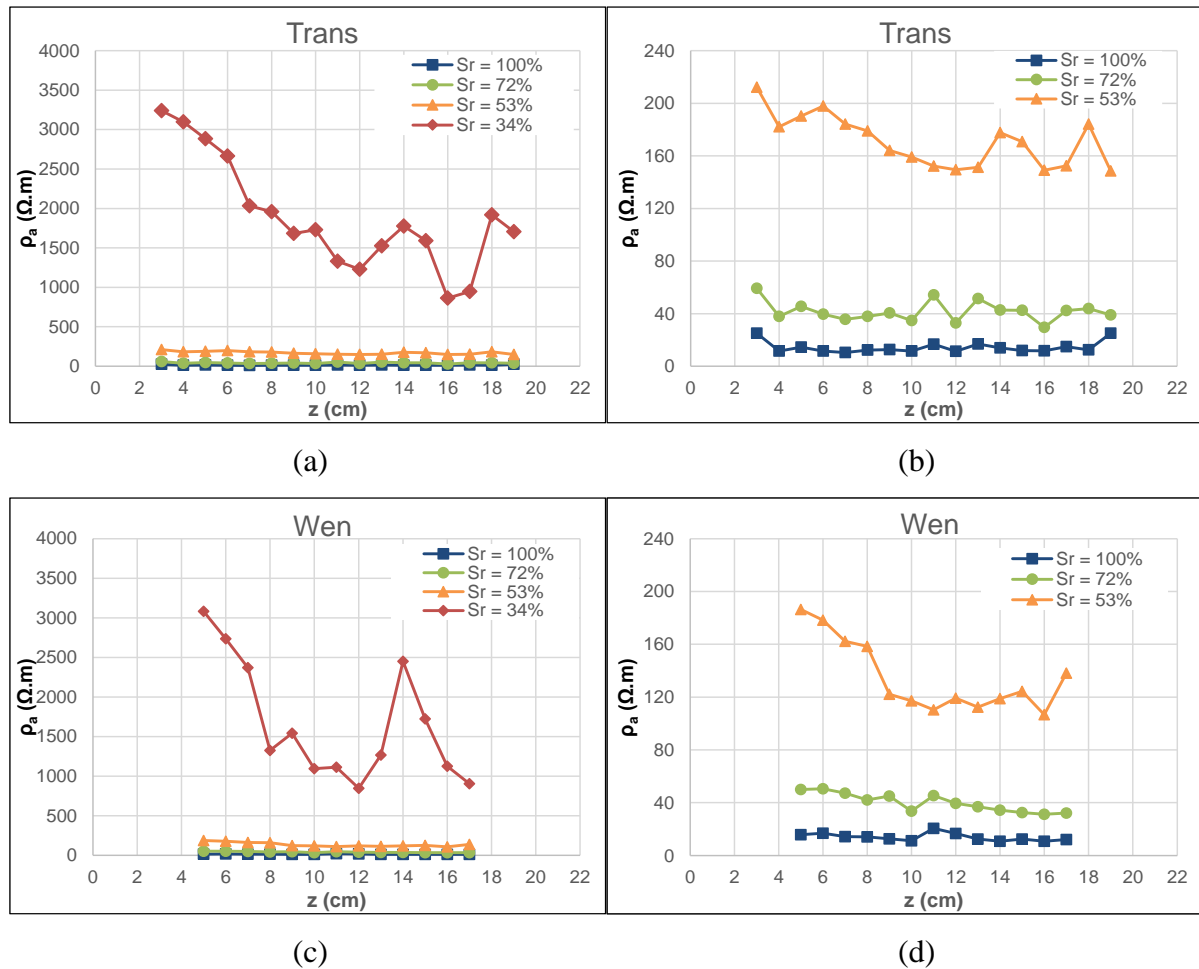 Trans
4000
3500
3000
2500
2000
1500
1000
500
0
ρa (Ω.m)
0 2 4 6 8 10 12 14 16 18 20 22
z (cm)
Sr = 100%
Sr = 72%
Sr = 53%
Sr = 34%
(a)
Trans
240
200
160
120
80
40
0
ρa (Ω.m)
0 2 4 6 8 10 12 14 16 18 20 22
z (cm)
Sr = 100%
Sr = 72%
Sr = 53%
(b)
Wen
4000
3500
3000
2500
2000
1500
1000
500
0
ρa (Ω.m)
0 2 4 6 8 10 12 14 16 18 20 22
z (cm)
Sr = 100%
Sr = 72%
Sr = 53%
Sr = 34%
(c)
Wen
240
200
160
120
80
40
0
ρa (Ω.m)
0 2 4 6 8 10 12 14 16 18 20 22
z (cm)
Sr = 100%
Sr = 72%
Sr = 53%
(d)